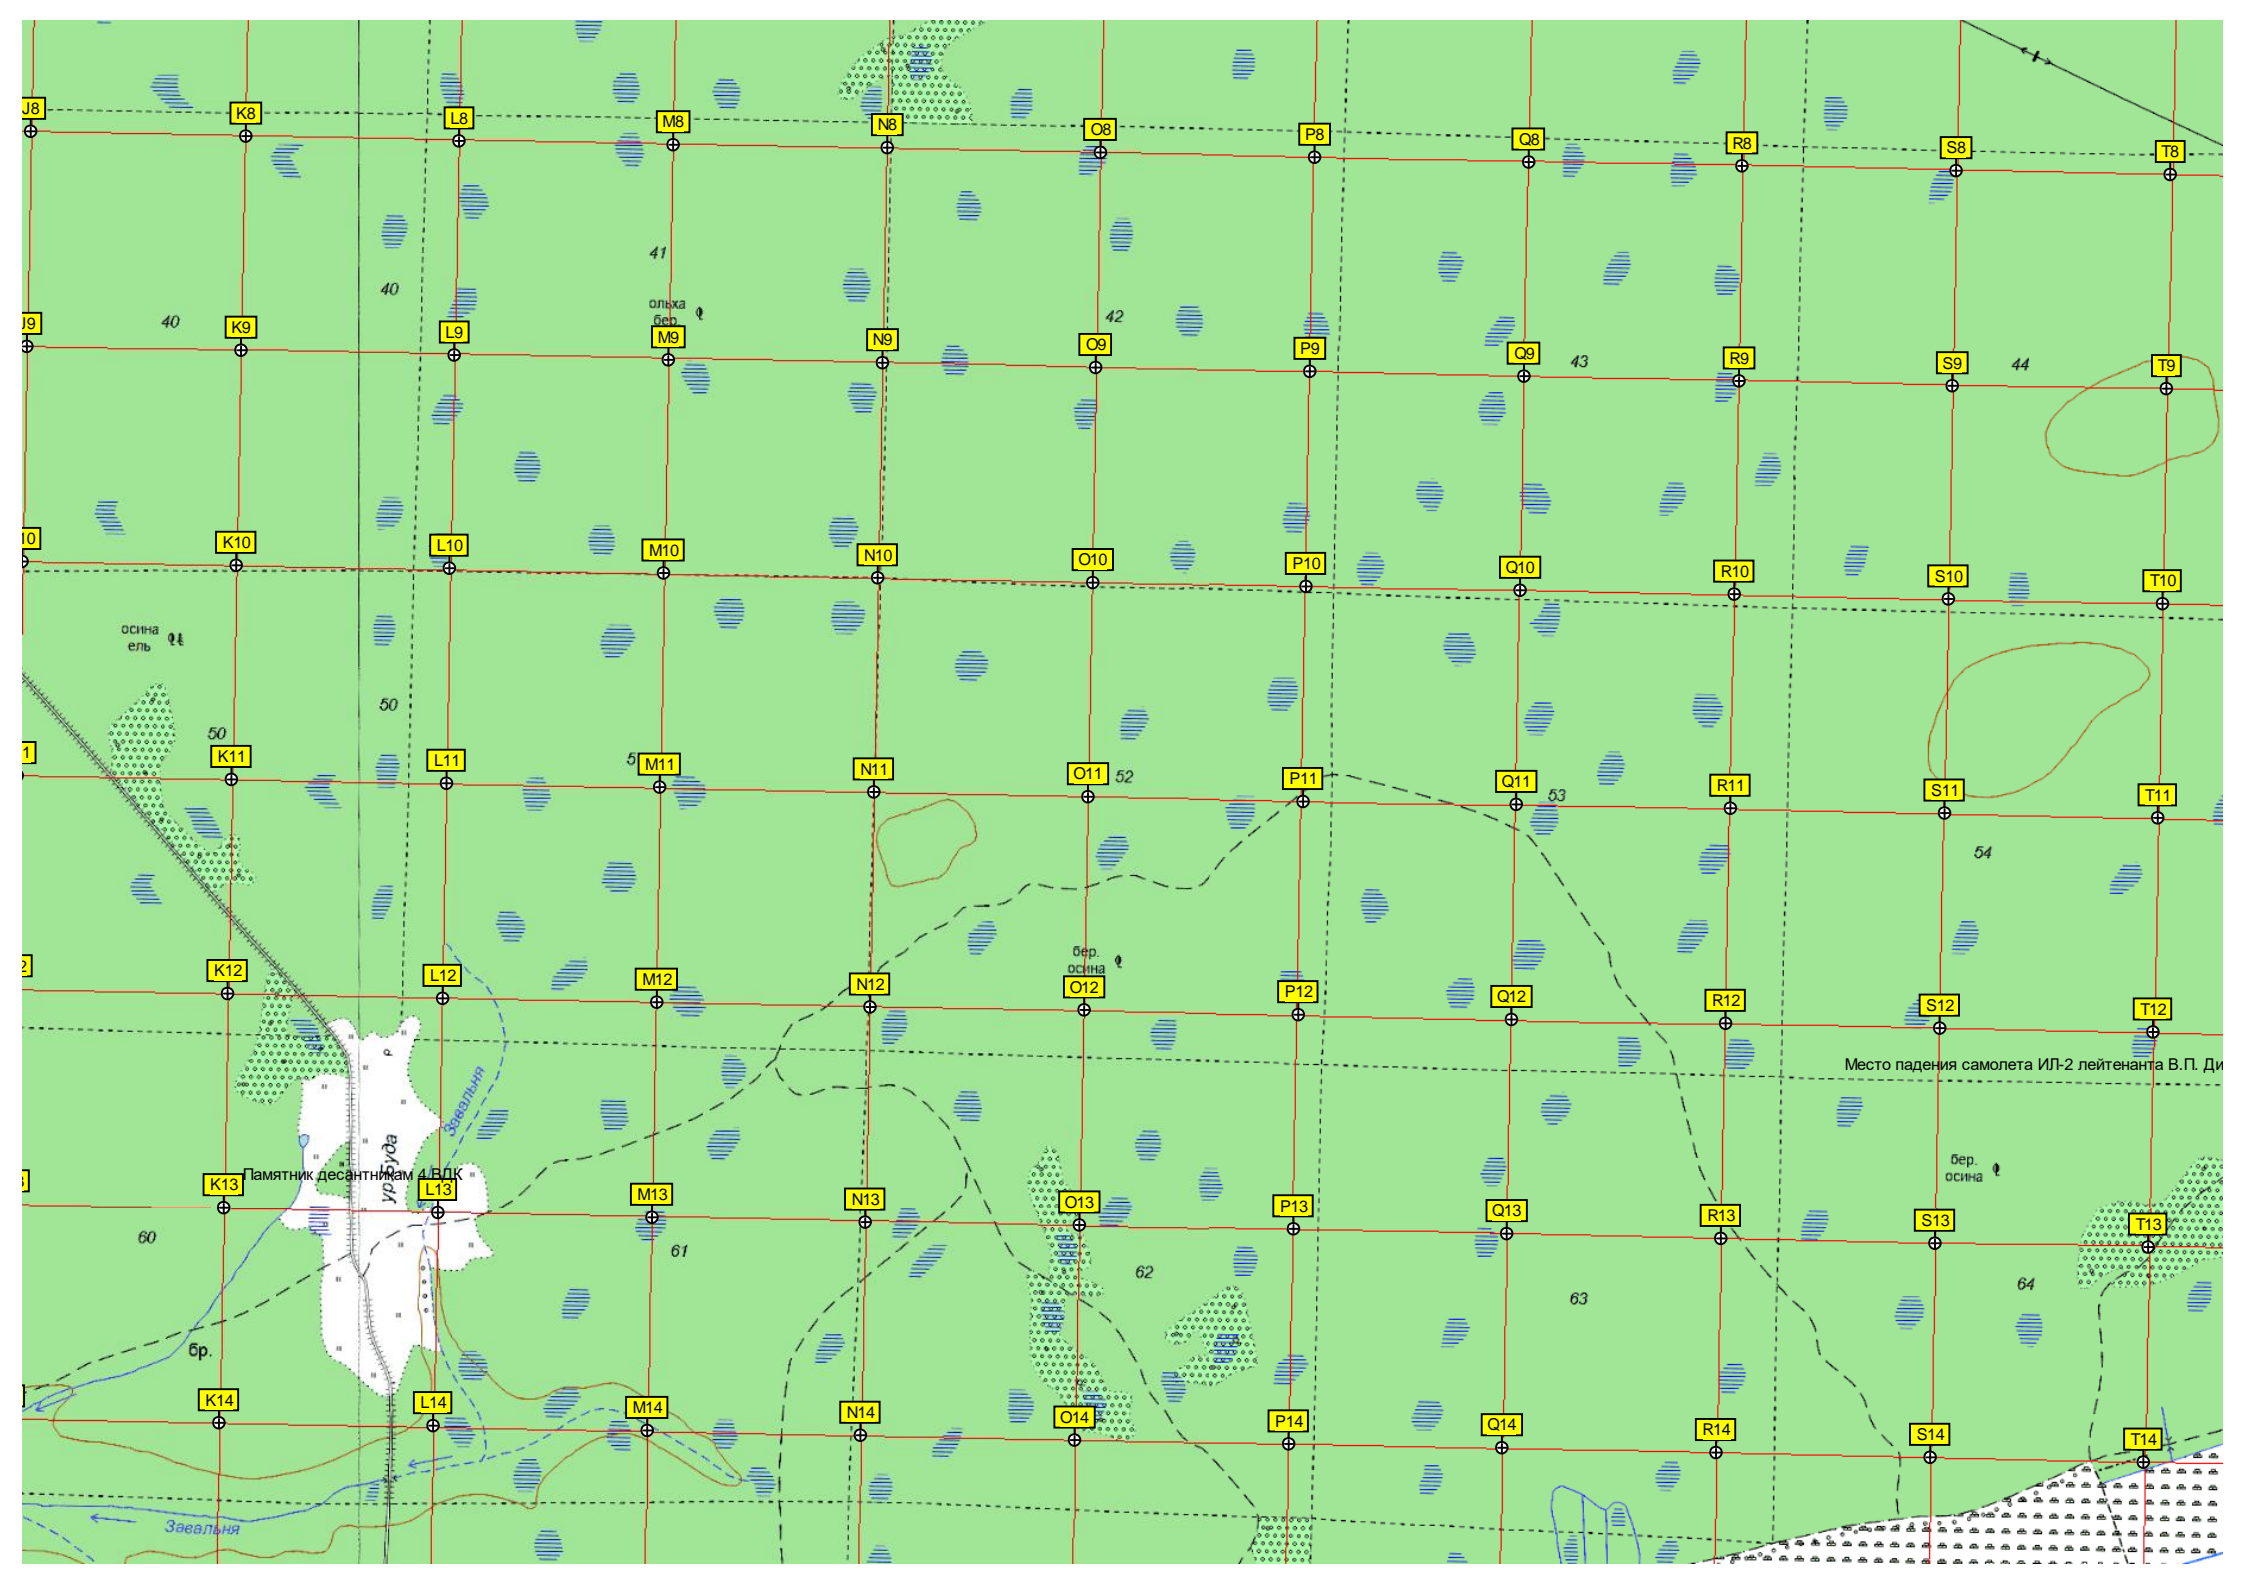 J8 K8 L8 M8 N8 O8 P8 Q8 R8 S8 T8
41
40
ольха
бер.
40 42
J9 K9 L9 M9 N9 O9 P9 Q9 43 R9 S9 44 T9
10 K10 L10 M10 N10 O10 P10 Q10 R10 S10 T10
осина
ель
50
50
1 K11 L11 5 M11 N11 O11 52 P11 Q11 53 R11 S11 T11
54
бер.
осина
2 K12 L12 M12 N12 O12 P12 Q12 R12 S12 T12
Место падения самолета ИЛ-2 лейтенанта В.П. Ди
Р
Завальня
ур. Буда
Памятник десантникам 4 ВДК
бер.
осина
K13 L13 M13 N13 O13 P13 Q13 R13 S13 T13
60 61 62 63 64
бр.
K14 L14 M14 N14 O14 P14 Q14 R14 S14 T14
Завальня